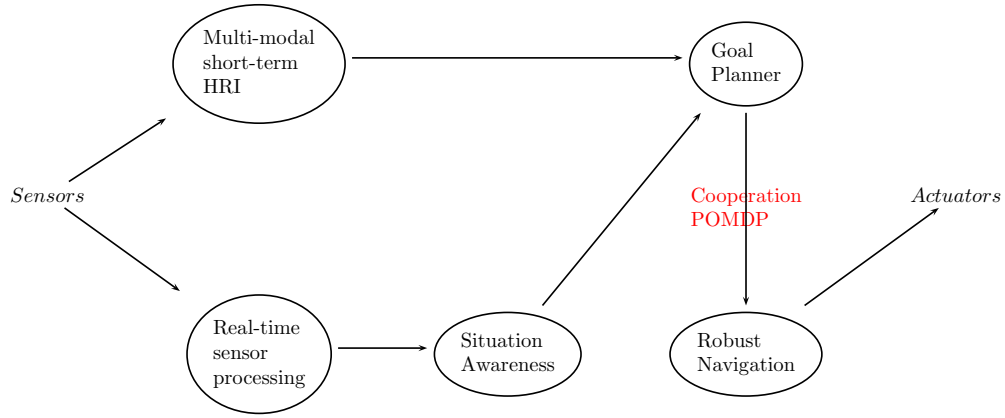 Multi-modal
short-term
HRI
Goal
Planner
Sensors
Cooperation
POMDP
Actuators
Real-time
sensor
processing
Situation
Awareness
Robust
Navigation